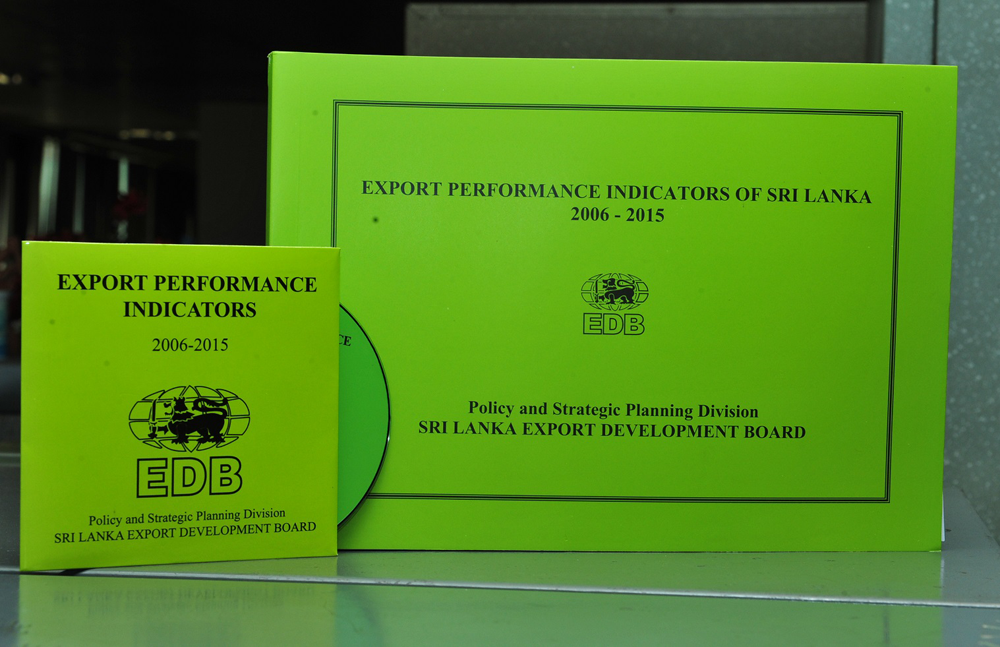 EXPORT PERFORMANCE INDICATORS OF SRI LANKA
2006 - 2015
EDB
Policy and Strategic Planning Division
SRI LANKA EXPORT DEVELOPMENT BOARD
EXPORT PERFORMANCE
INDICATORS
2006-2015
EDB
Policy and Strategic Planning Division
SRI LANKA EXPORT DEVELOPMENT BOARD